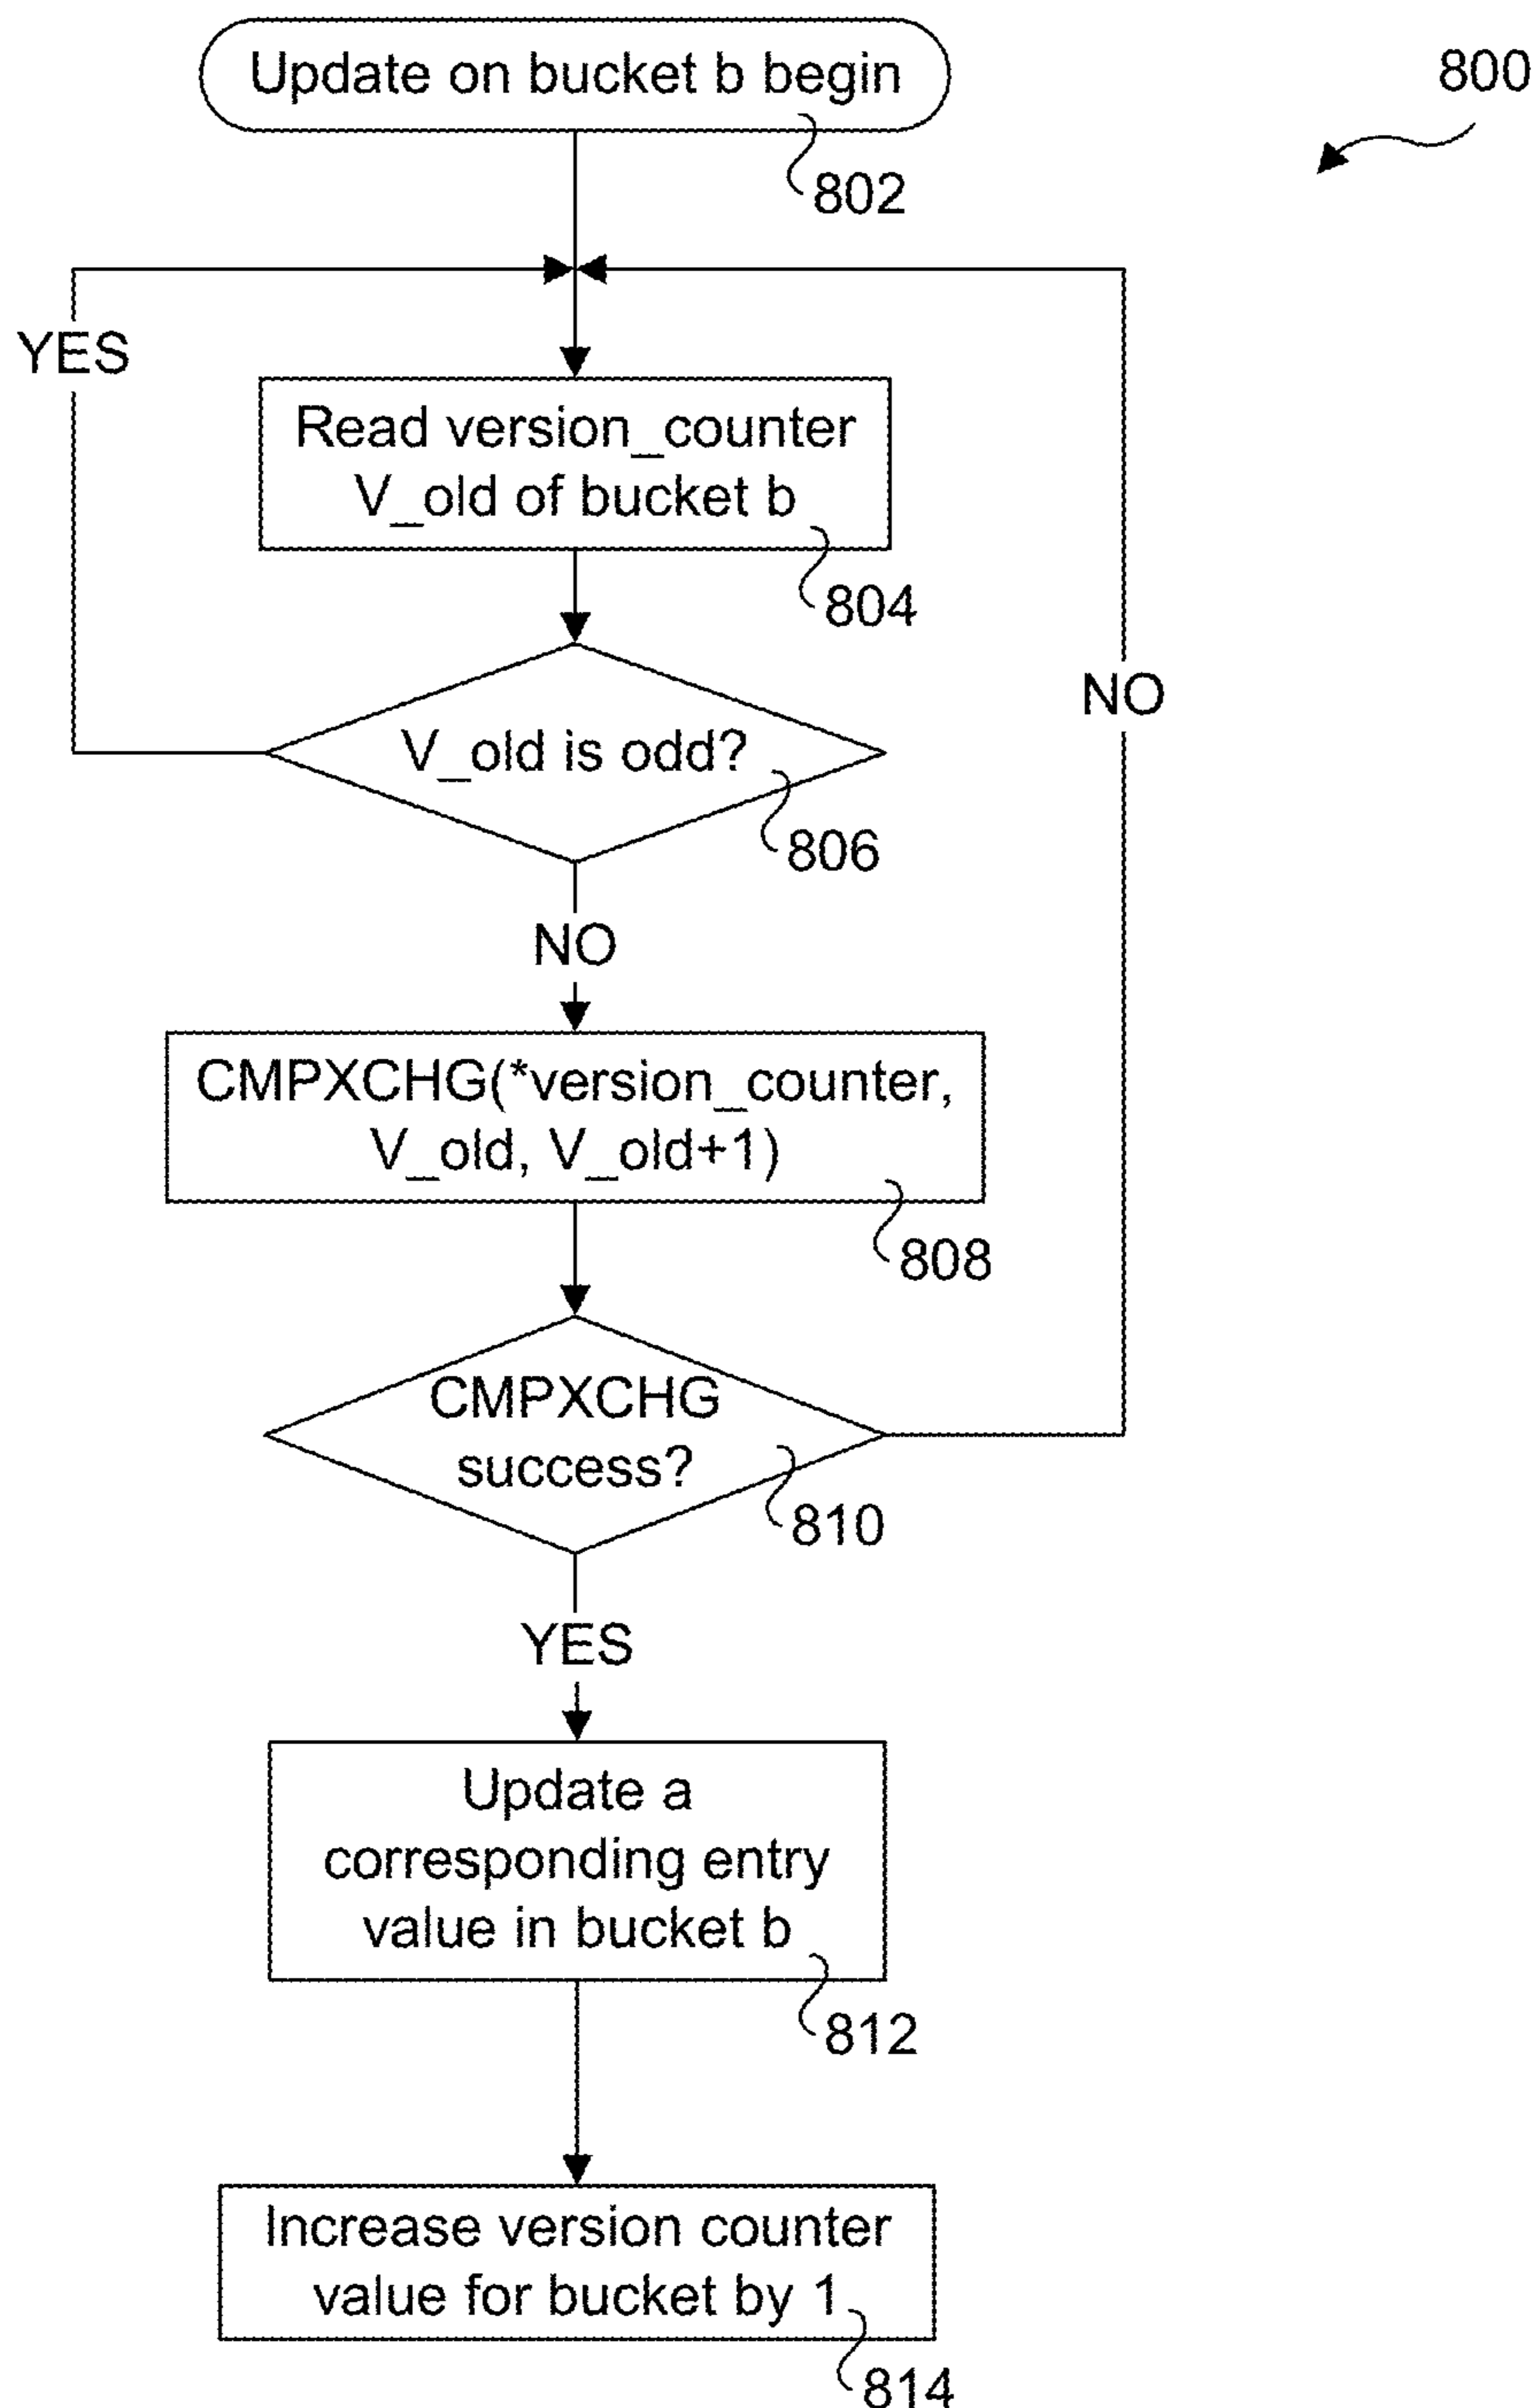 Update on bucket b begin
800
802
YES
Read version_counter
V_old of bucket b
804
NO
V_old is odd?
806
NO
CMPXCHG(*version_counter,
V_old, V_old+1)
808
CMPXCHG
success?
810
YES
Update a
corresponding entry
value in bucket b
812
Increase version counter
value for bucket by 1
814